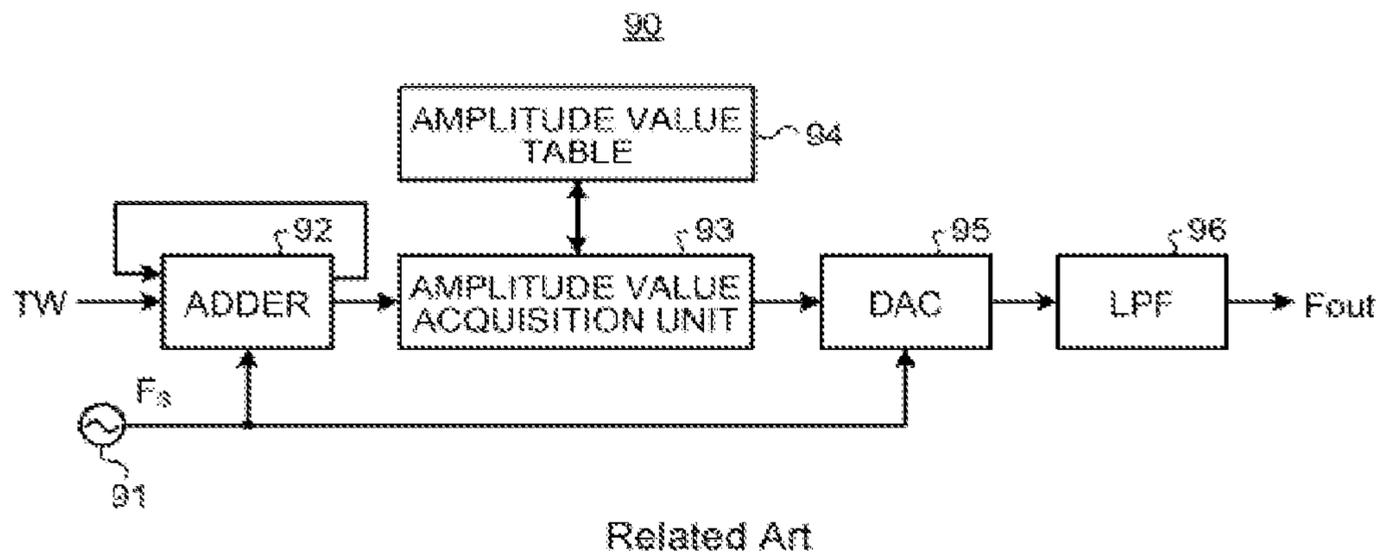 90
AMPLITUDE VALUE
TABLE
94
92
93
95
96
TW
ADDER
AMPLITUDE VALUE
ACQUISITION UNIT
DAC
LPF
Fout
Fs
91
Related Art